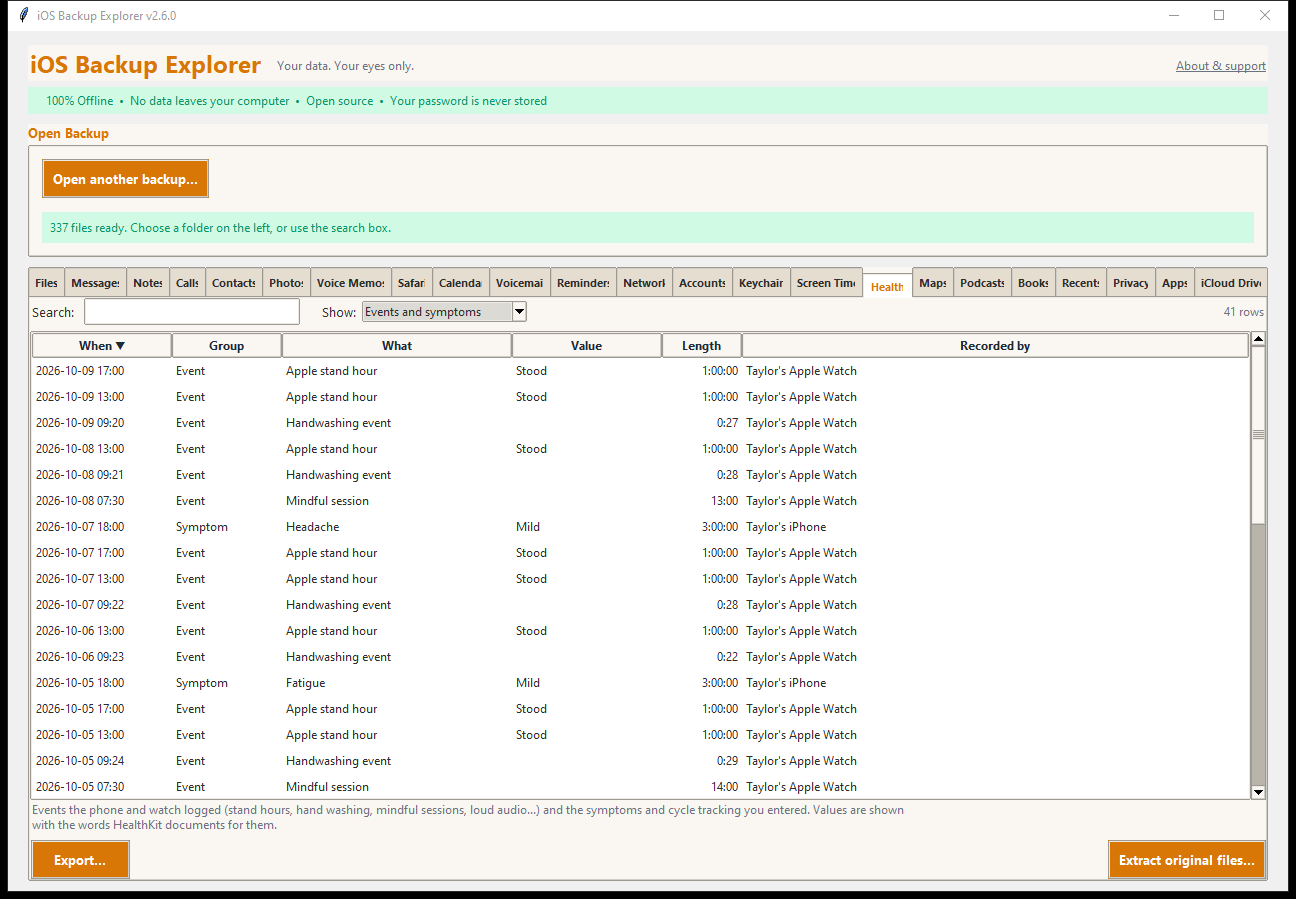 iOS Backup Explorer v2.6.0
iOS Backup Explorer Your data. Your eyes only. About & support
100% Offline • No data leaves your computer • Open source • Your password is never stored
Open Backup
Open another backup...
337 files ready. Choose a folder on the left, or use the search box.
Files Messages Notes Calls Contacts Photos Voice Memos Safari Calenda Voicemai Reminders Network Accounts Keychain Screen Time Health Maps Podcasts Books Recents Privacy Apps iCloud Drive
Search: Show: Events and symptoms 41 rows
When ▼ Group What Value Length Recorded by
2026-10-09 17:00 Event Apple stand hour Stood 1:00:00 Taylor's Apple Watch
2026-10-09 13:00 Event Apple stand hour Stood 1:00:00 Taylor's Apple Watch
2026-10-09 09:20 Event Handwashing event 0:27 Taylor's Apple Watch
2026-10-08 13:00 Event Apple stand hour Stood 1:00:00 Taylor's Apple Watch
2026-10-08 09:21 Event Handwashing event 0:28 Taylor's Apple Watch
2026-10-08 07:30 Event Mindful session 13:00 Taylor's Apple Watch
2026-10-07 18:00 Symptom Headache Mild 3:00:00 Taylor's iPhone
2026-10-07 17:00 Event Apple stand hour Stood 1:00:00 Taylor's Apple Watch
2026-10-07 13:00 Event Apple stand hour Stood 1:00:00 Taylor's Apple Watch
2026-10-07 09:22 Event Handwashing event 0:28 Taylor's Apple Watch
2026-10-06 13:00 Event Apple stand hour Stood 1:00:00 Taylor's Apple Watch
2026-10-06 09:23 Event Handwashing event 0:22 Taylor's Apple Watch
2026-10-05 18:00 Symptom Fatigue Mild 3:00:00 Taylor's iPhone
2026-10-05 17:00 Event Apple stand hour Stood 1:00:00 Taylor's Apple Watch
2026-10-05 13:00 Event Apple stand hour Stood 1:00:00 Taylor's Apple Watch
2026-10-05 09:24 Event Handwashing event 0:29 Taylor's Apple Watch
2026-10-05 07:30 Event Mindful session 14:00 Taylor's Apple Watch
Events the phone and watch logged (stand hours, hand washing, mindful sessions, loud audio...) and the symptoms and cycle tracking you entered. Values are shown
with the words HealthKit documents for them.
Export... Extract original files...